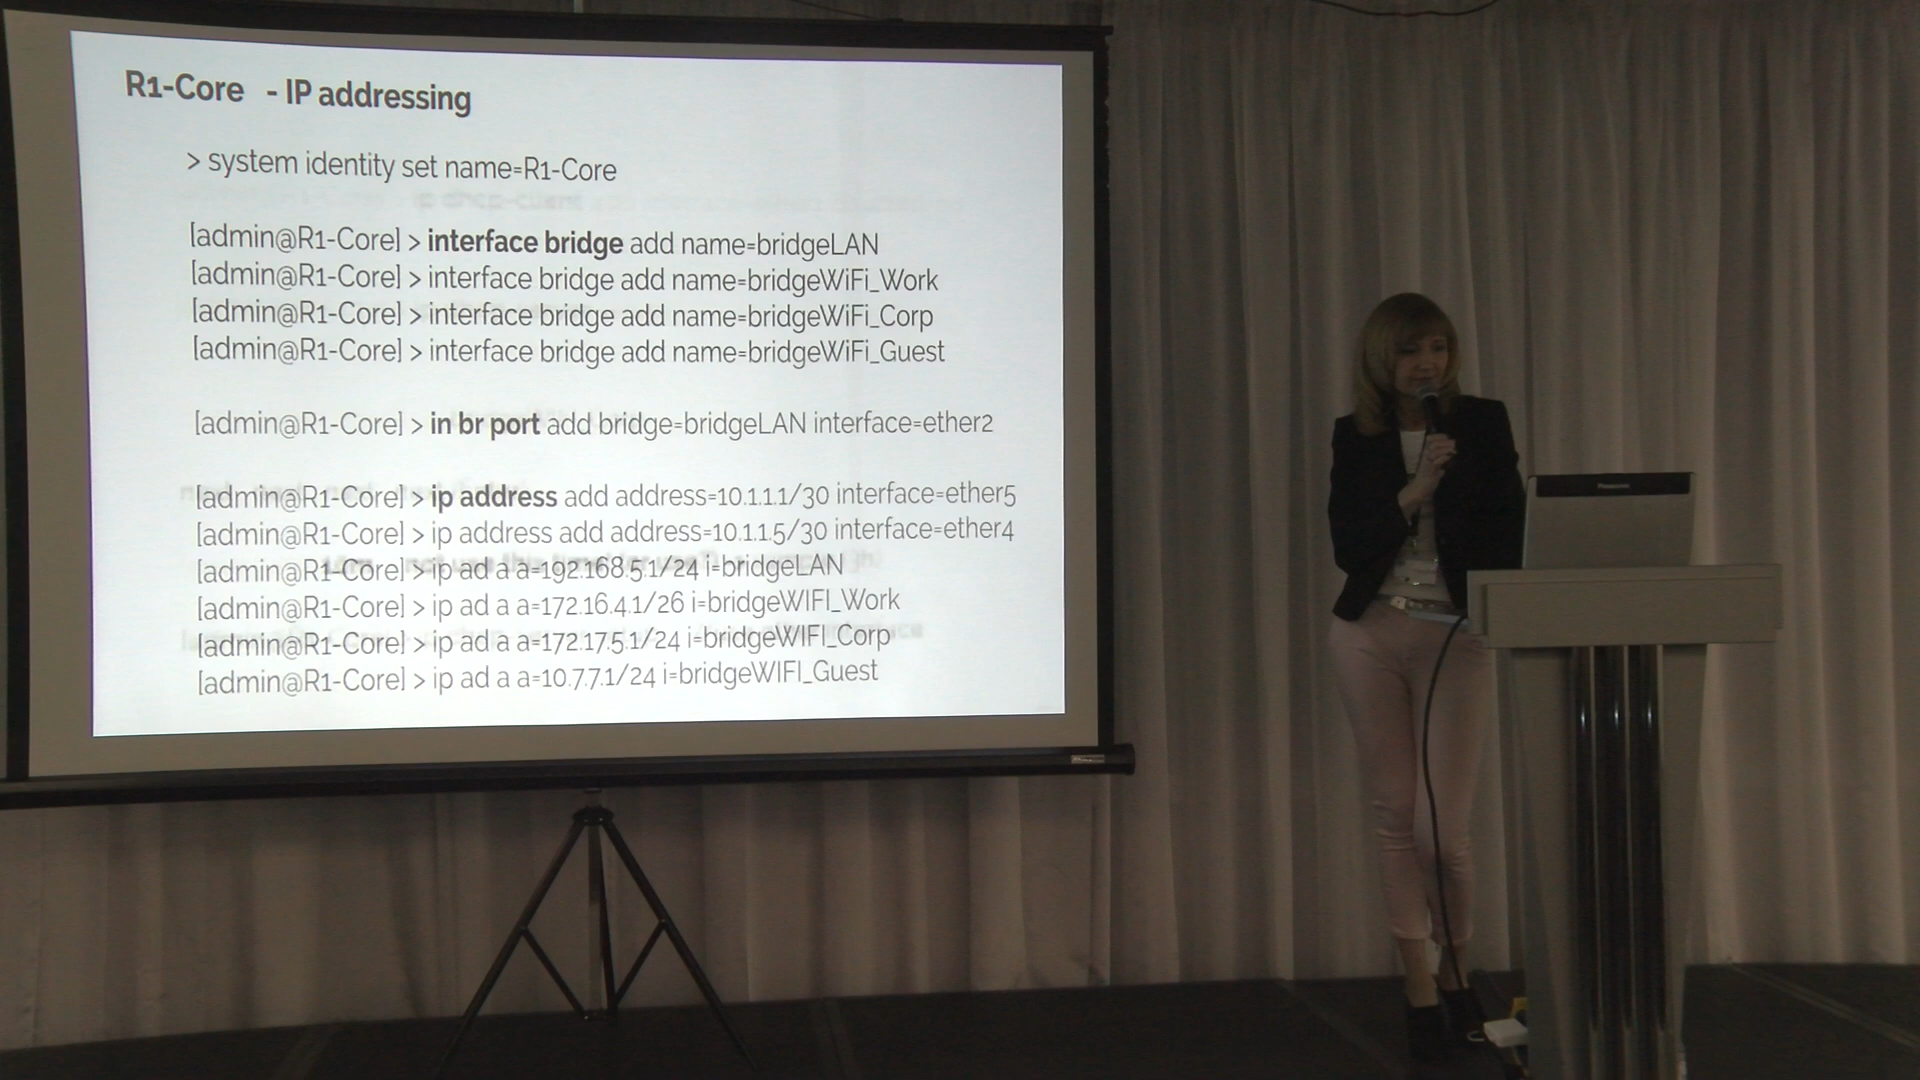 R1-Core - IP addressing
> system identity set name=R1-Core
[admin@R1-Core] > interface bridge add name=bridgeLAN
[admin@R1-Core] > interface bridge add name=bridgeWiFi_Work
[admin@R1-Core] > interface bridge add name=bridgeWiFi_Corp
[admin@R1-Core] > interface bridge add name=bridgeWiFi_Guest
[admin@R1-Core] > in br port add bridge=bridgeLAN interface=ether2
[admin@R1-Core] > ip address add address=10.1.1.1/30 interface=ether5
[admin@R1-Core] > ip address add address=10.1.1.5/30 interface=ether4
[admin@R1-Core] > ip ad a a=192.168.5.1/24 i=bridgeLAN
[admin@R1-Core] > ip ad a a=172.16.4.1/26 i=bridgeWIFI_Work
[admin@R1-Core] > ip ad a a=172.17.5.1/24 i=bridgeWIFI_Corp
[admin@R1-Core] > ip ad a a=10.7.7.1/24 i=bridgeWIFI_Guest
Panasonic